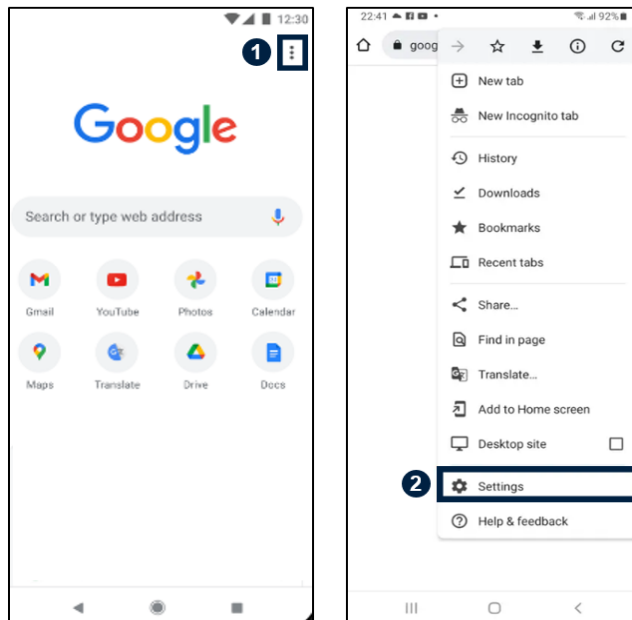 12:30
1
Google
Search or type web address
Gmail YouTube Photos Calendar
Maps Translate Drive Docs
22:41 92%
goog
New tab
New Incognito tab
History
Downloads
Bookmarks
Recent tabs
Share...
Find in page
Translate...
Add to Home screen
Desktop site
2 Settings
Help & feedback